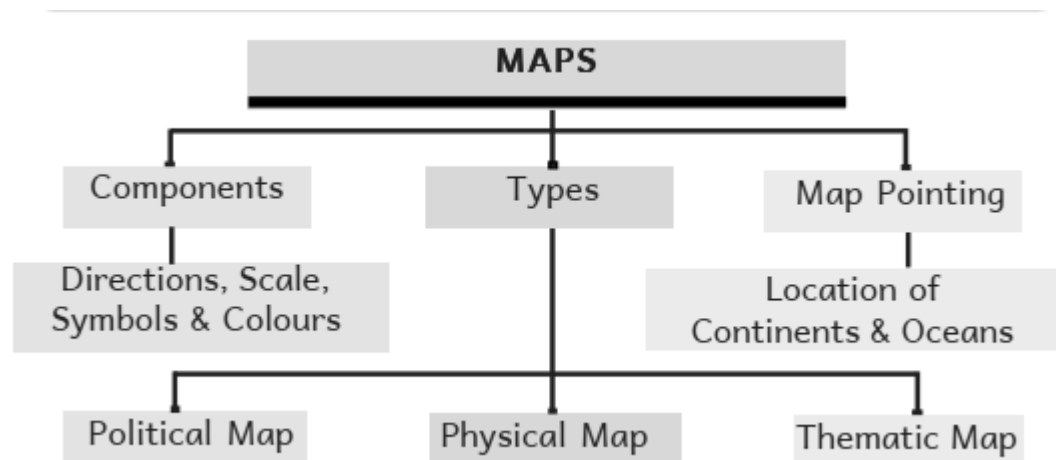 MAPS
Components
Types
Map Pointing
Directions, Scale,
Symbols & Colours
Location of
Continents & Oceans
Political Map
Physical Map
Thematic Map